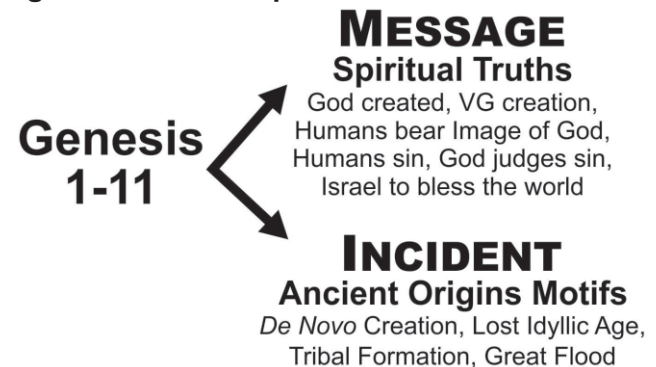 MESSAGE
Spiritual Truths
God created, VG creation,
Humans bear Image of God,
Humans sin, God judges sin,
Israel to bless the world
Genesis
1-11
INCIDENT
Ancient Origins Motifs
De Novo Creation, Lost Idyllic Age,
Tribal Formation, Great Flood